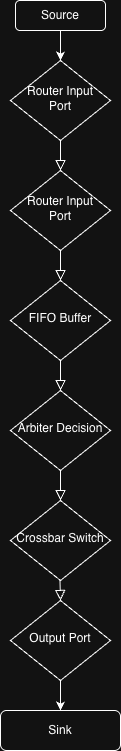 Source
Router Input
Port
Router Input
Port
FIFO Buffer
Arbiter Decision
Crossbar Switch
Output Port
Sink